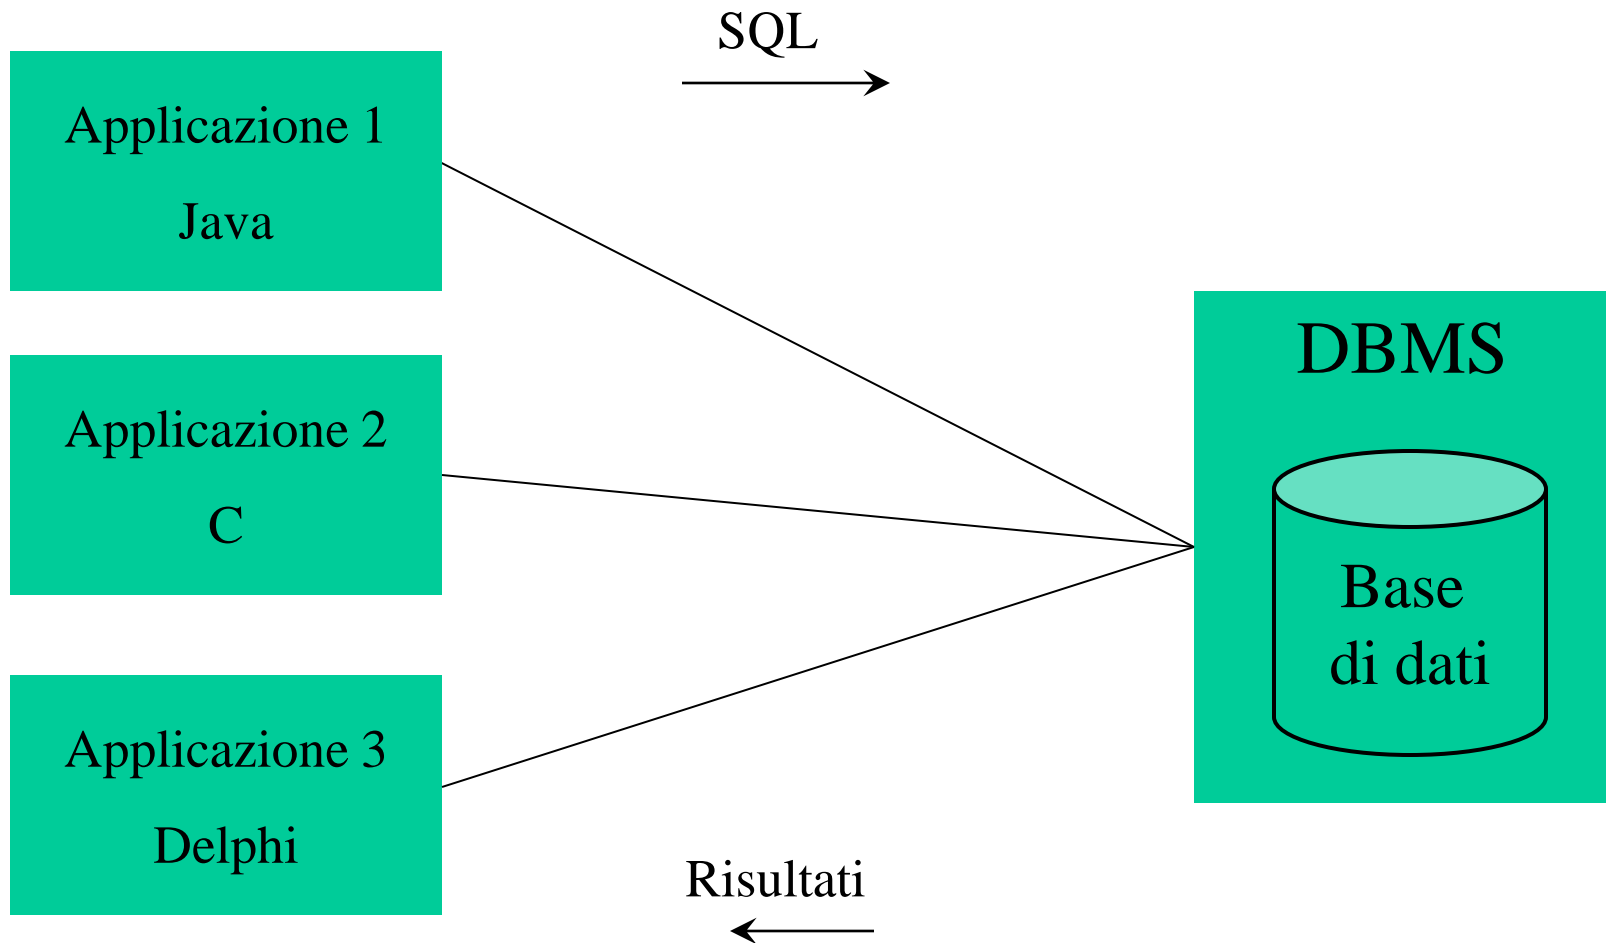 SQL
Applicazione 1
Java
Applicazione 2
C
Applicazione 3
Delphi
DBMS
Base
di dati
Risultati